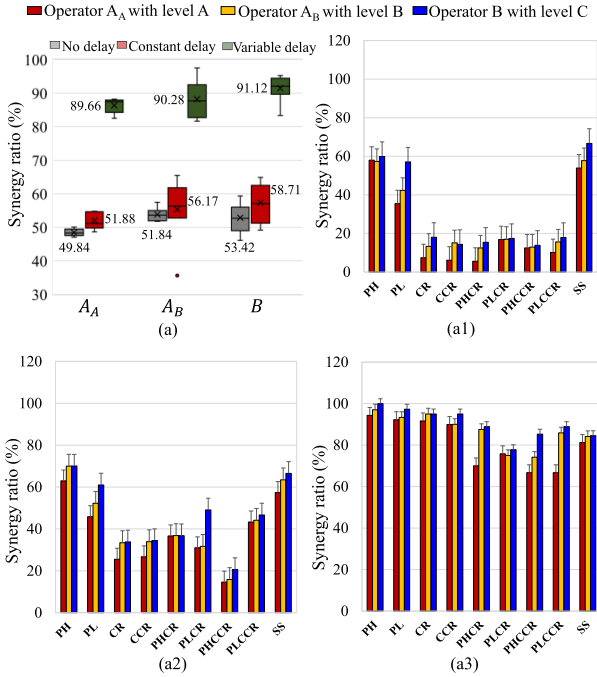 Operator A_A with level A Operator A_B with level B Operator B with level C
No delay Constant delay Variable delay
Synergy ratio (%)
100
90
80
70
60
50
40
30
89.66
90.28
91.12
49.84
51.88
51.84
56.17
53.42
58.71
A_A A_B B
(a)
Synergy ratio (%)
120
100
80
60
40
20
0
PH PL CR CCR PHCR PLCR PHCCR PLCCR SS
(a1)
Synergy ratio (%)
120
100
80
60
40
20
0
PH PL CR CCR PHCR PLCR PHCCR PLCCR SS
(a2)
Synergy ratio (%)
120
100
80
60
40
20
0
PH PL CR CCR PHCR PLCR PHCCR PLCCR SS
(a3)